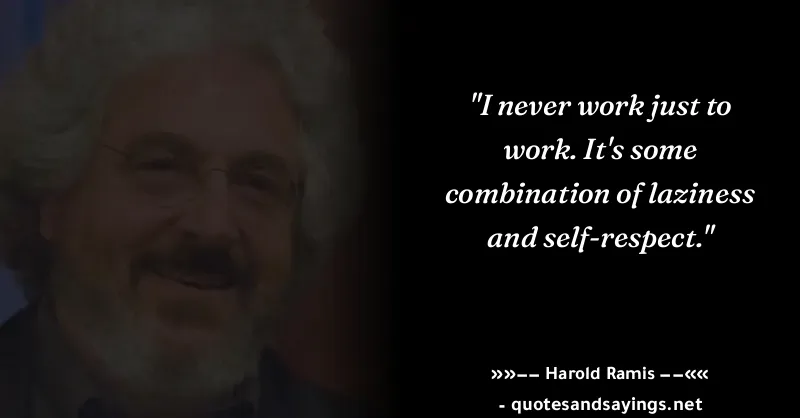 "I never work just to
work. It's some
combination of laziness
and self-respect."
»»–– Harold Ramis ––««
- quotesandsayings.net